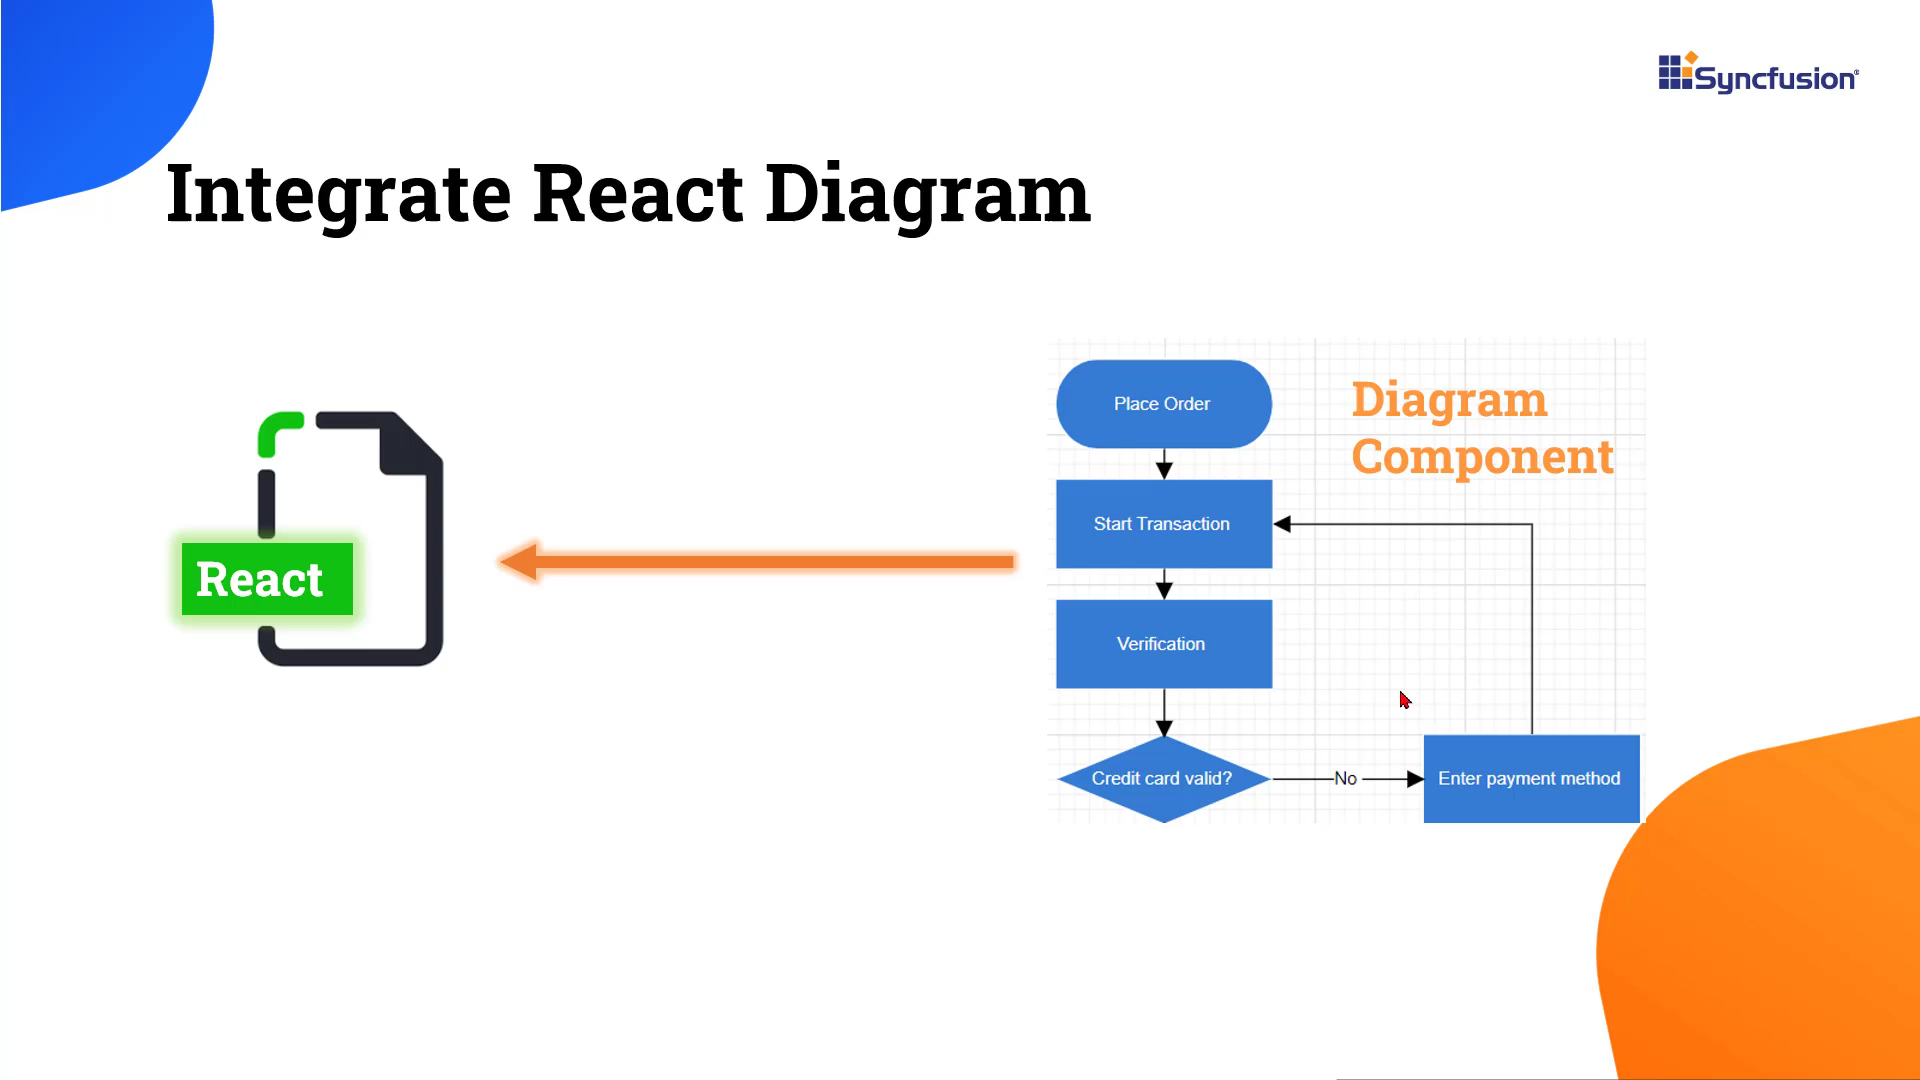 Syncfusion®
Integrate React Diagram
Place Order
Diagram
Component
Start Transaction
React
Verification
Credit card valid?
No
Enter payment method